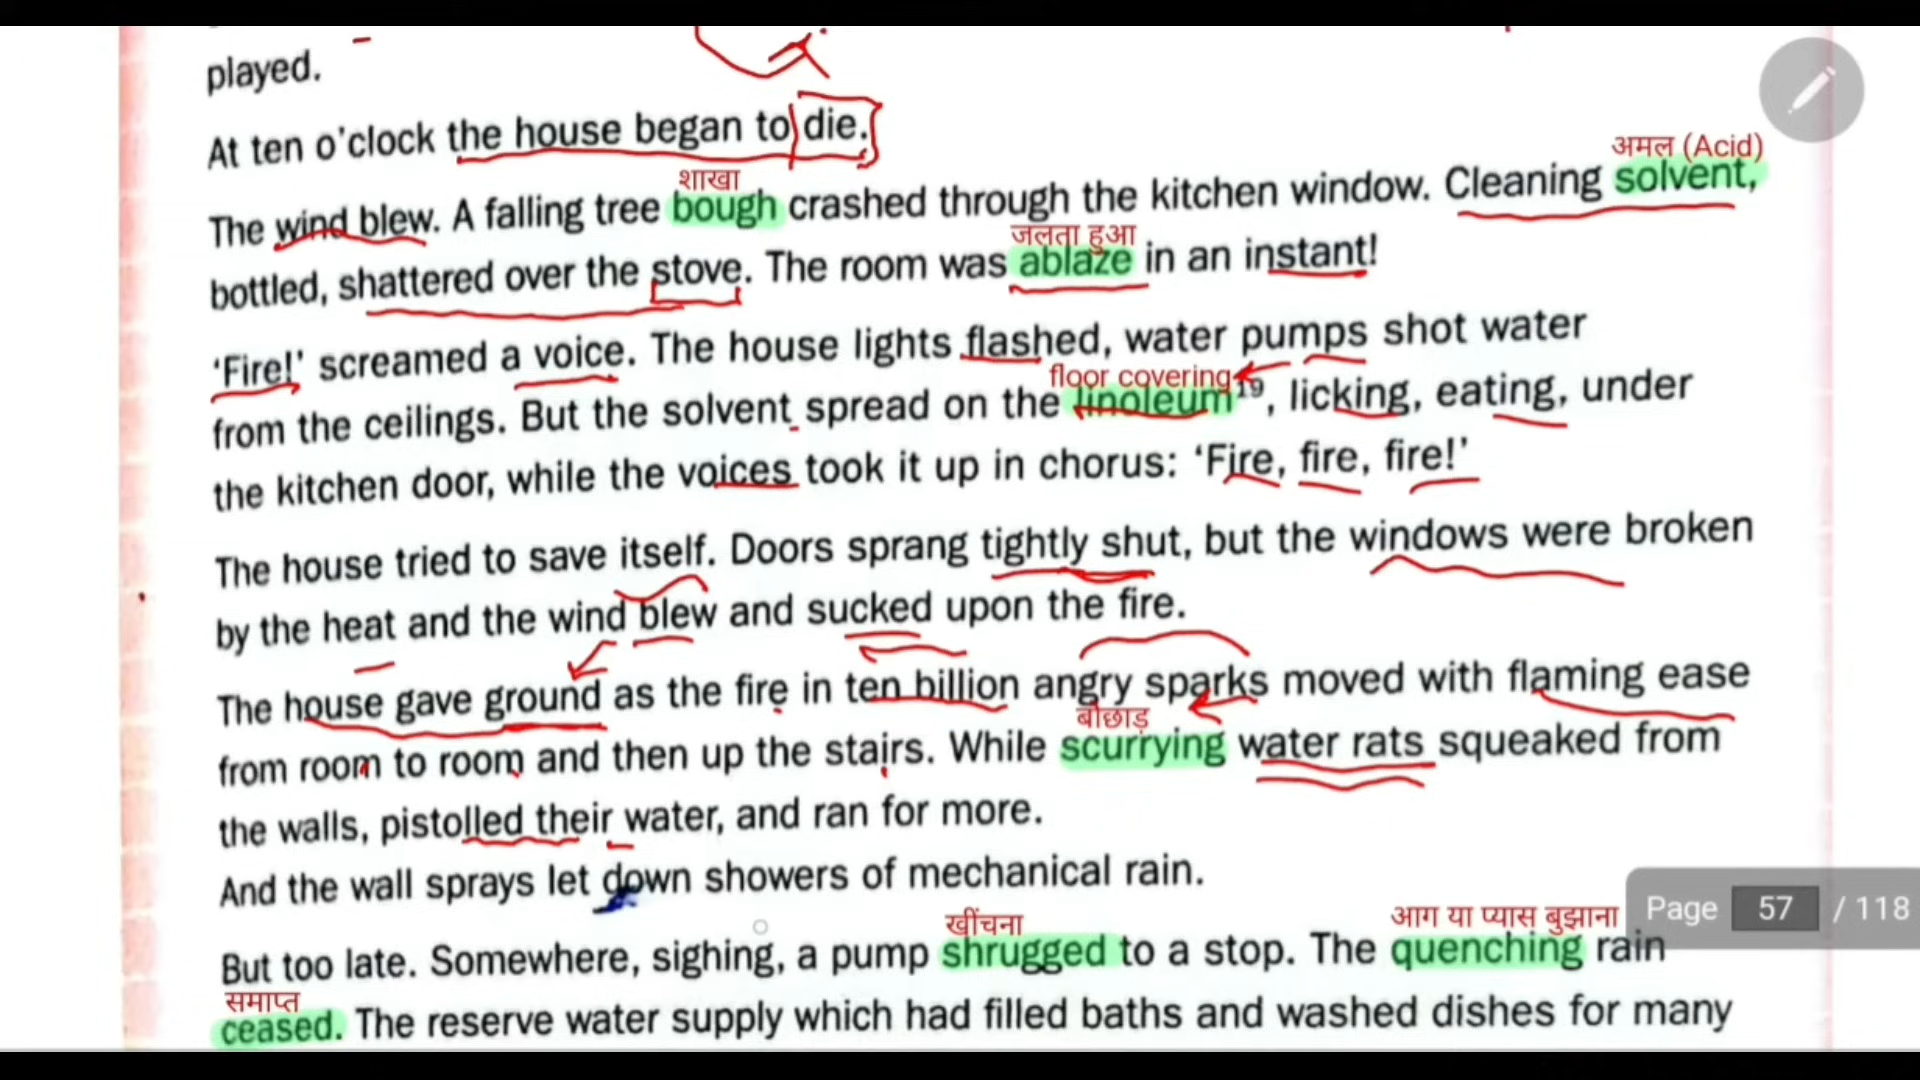 played.
At ten o'clock the house began to die.
अमल (Acid)
शाखा
The wind blew. A falling tree bough crashed through the kitchen window. Cleaning solvent,
जलता हुआ
bottled, shattered over the stove. The room was ablaze in an instant!
'Fire!' screamed a voice. The house lights flashed, water pumps shot water
floor covering
from the ceilings. But the solvent spread on the linoleum¹⁹, licking, eating, under
the kitchen door, while the voices took it up in chorus: 'Fire, fire, fire!'
The house tried to save itself. Doors sprang tightly shut, but the windows were broken
by the heat and the wind blew and sucked upon the fire.
The house gave ground as the fire in ten billion angry sparks moved with flaming ease
बौछाड़
from room to room and then up the stairs. While scurrying water rats squeaked from
the walls, pistolled their water, and ran for more.
And the wall sprays let down showers of mechanical rain.
Page 57 / 118
खींचना
आग या प्यास बुझाना
But too late. Somewhere, sighing, a pump shrugged to a stop. The quenching rain
समाप्त
ceased. The reserve water supply which had filled baths and washed dishes for many